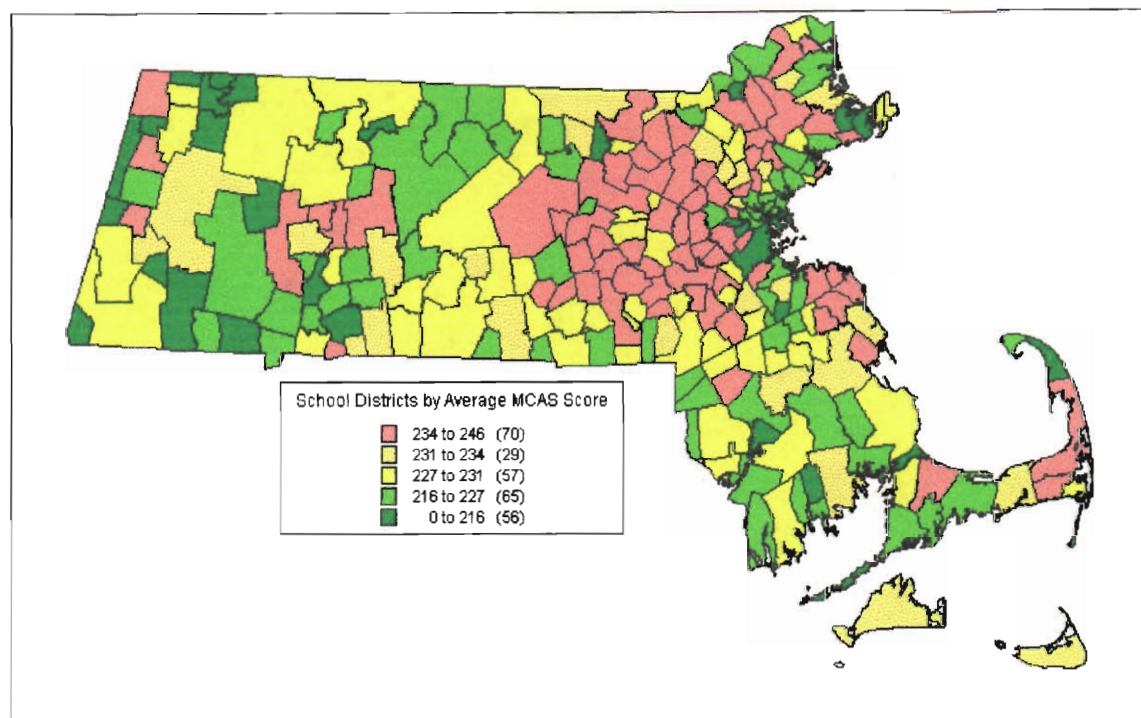 School Districts by Average MCAS Score
234 to 246 (70)
231 to 234 (29)
227 to 231 (57)
216 to 227 (65)
0 to 216 (56)